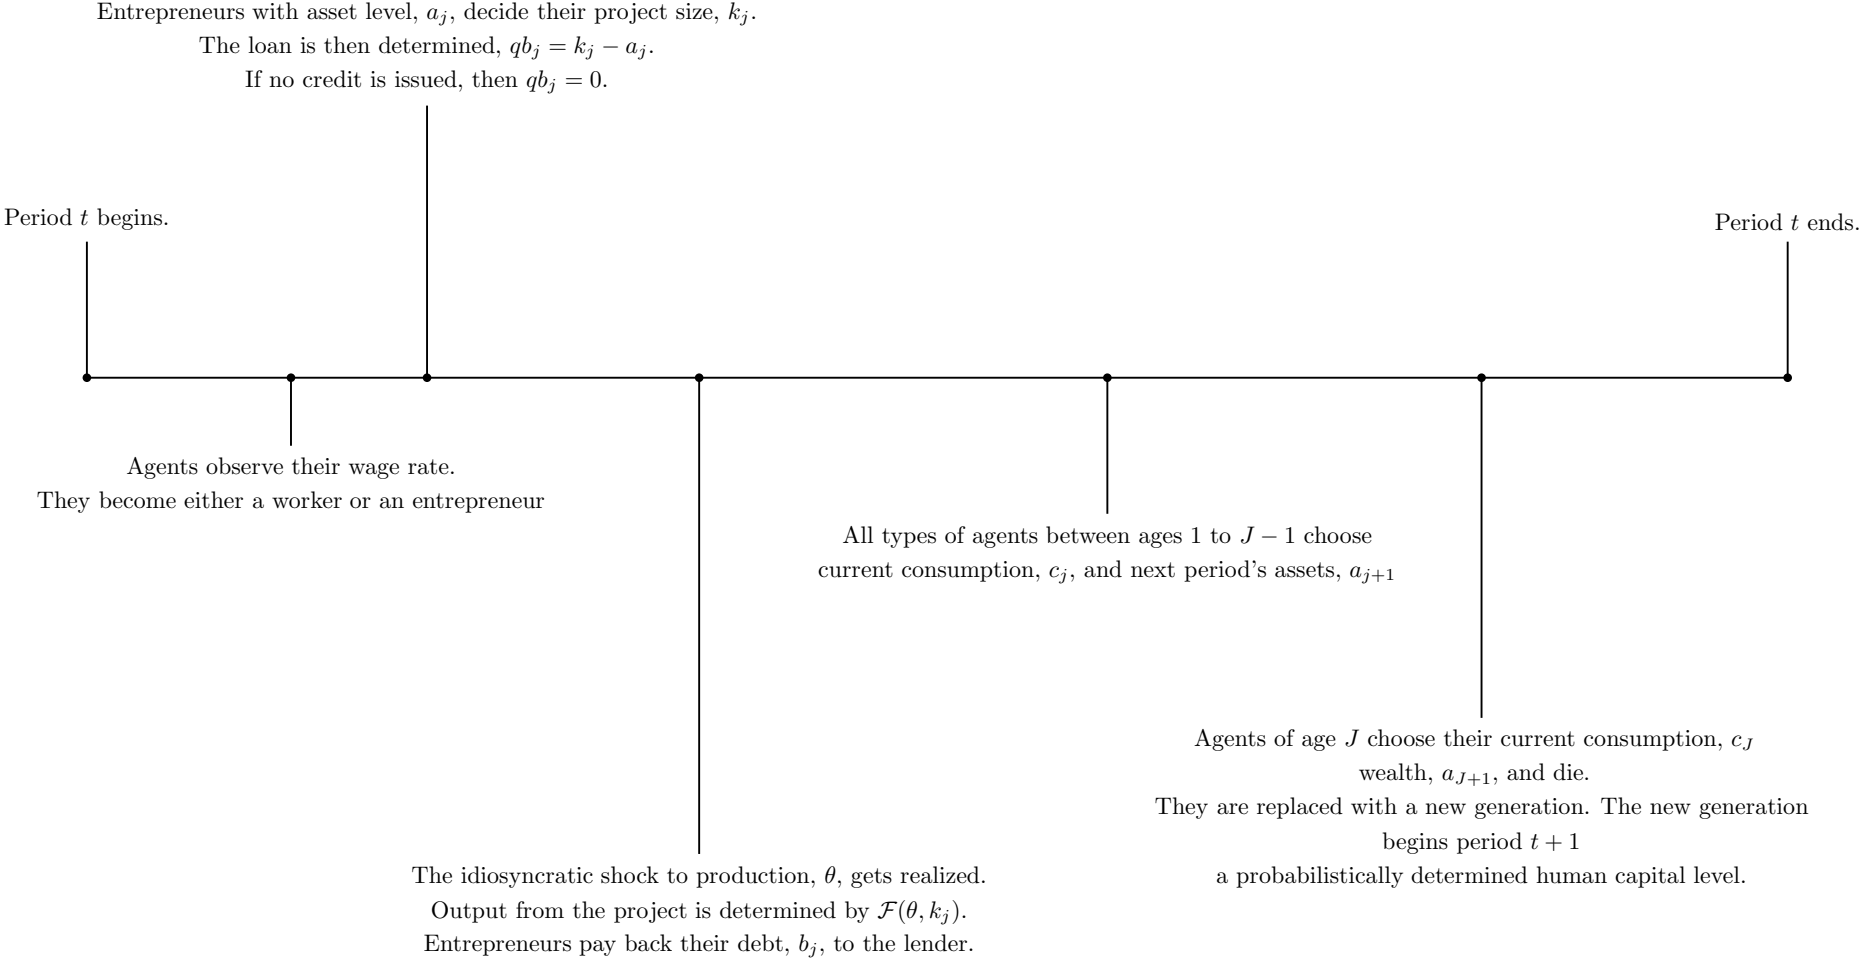 Entrepreneurs with asset level, $a_j$, decide their project size, $k_j$.
The loan is then determined, $qb_j = k_j - a_j$.
If no credit is issued, then $qb_j = 0$.
Period $t$ begins.
Period $t$ ends.
Agents observe their wage rate.
They become either a worker or an entrepreneur
All types of agents between ages 1 to $J - 1$ choose
current consumption, $c_j$, and next period's assets, $a_{j+1}$
Agents of age $J$ choose their current consumption, $c_J$
wealth, $a_{J+1}$, and die.
They are replaced with a new generation. The new generation
begins period $t + 1$
a probabilistically determined human capital level.
The idiosyncratic shock to production, $\theta$, gets realized.
Output from the project is determined by $\mathcal{F}(\theta, k_j)$.
Entrepreneurs pay back their debt, $b_j$, to the lender.